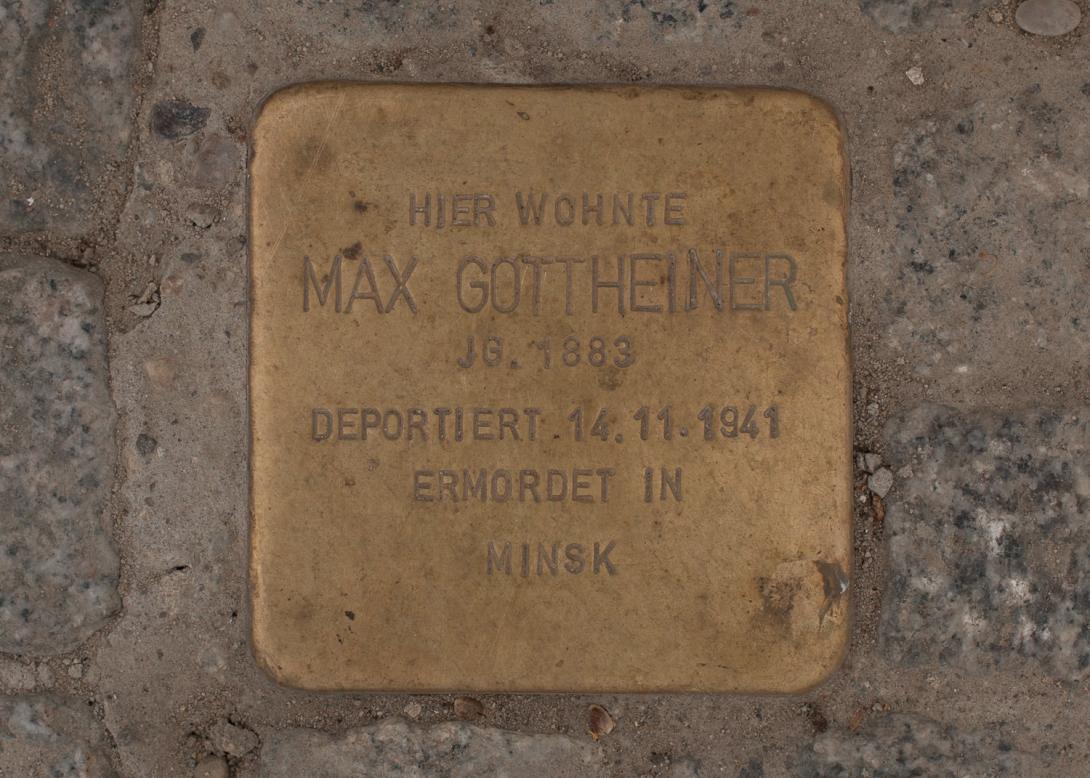 HIER WOHNTE
MAX GOTTHEINER
JG. 1883
DEPORTIERT 14.11.1941
ERMORDET IN
MINSK